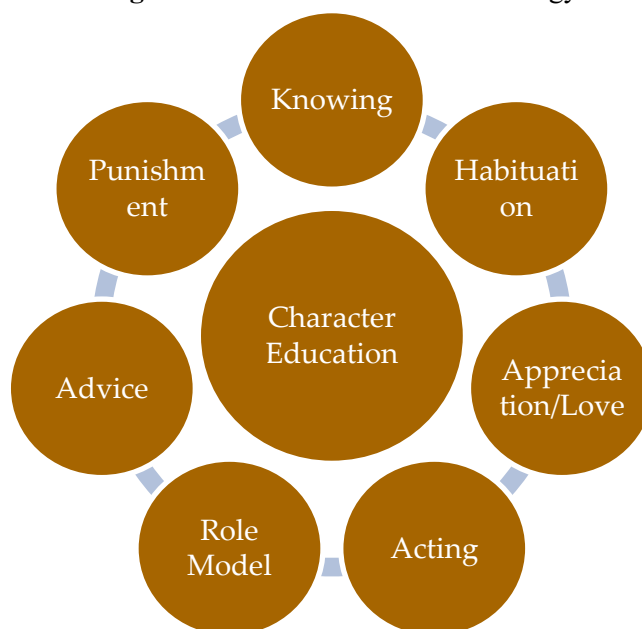 Knowing
Habituati
on
Apprecia
tion/Love
Acting
Role
Model
Advice
Punishm
ent
Character
Education